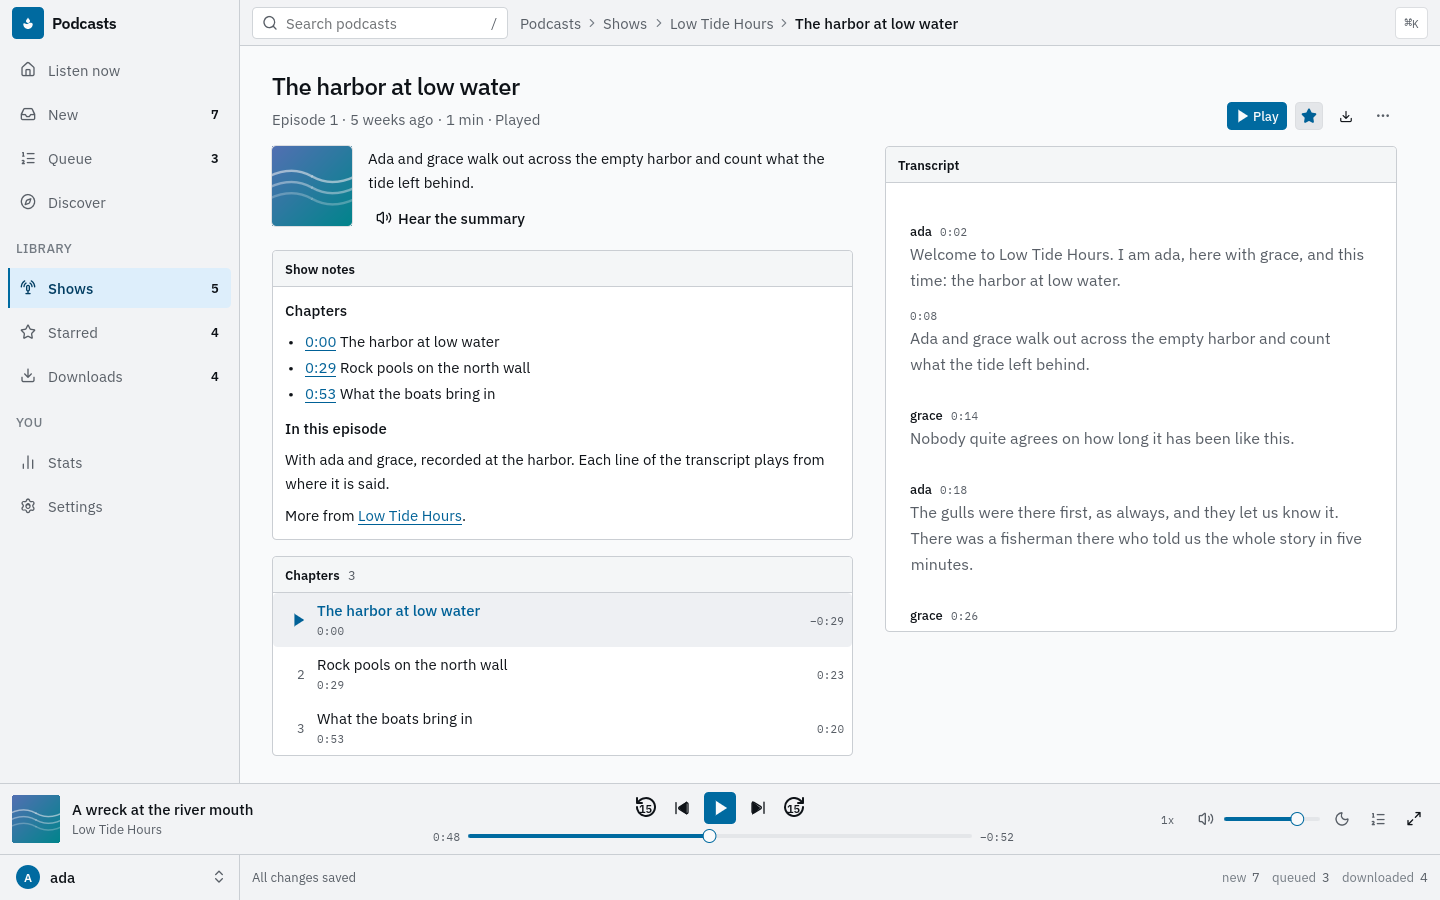 Podcasts
Search podcasts /
Podcasts > Shows > Low Tide Hours > The harbor at low water
⌘K
Listen now
New 7
Queue 3
Discover
LIBRARY
Shows 5
Starred 4
Downloads 4
YOU
Stats
Settings
The harbor at low water
Episode 1 · 5 weeks ago · 1 min · Played
Play
Ada and grace walk out across the empty harbor and count what the
tide left behind.
Hear the summary
Show notes
Chapters
• 0:00 The harbor at low water
• 0:29 Rock pools on the north wall
• 0:53 What the boats bring in
In this episode
With ada and grace, recorded at the harbor. Each line of the transcript plays from
where it is said.
More from Low Tide Hours.
Chapters 3
The harbor at low water
0:00
−0:29
2 Rock pools on the north wall
0:29
0:23
3 What the boats bring in
0:53
0:20
Transcript
ada 0:02
Welcome to Low Tide Hours. I am ada, here with grace, and this
time: the harbor at low water.
0:08
Ada and grace walk out across the empty harbor and count
what the tide left behind.
grace 0:14
Nobody quite agrees on how long it has been like this.
ada 0:18
The gulls were there first, as always, and they let us know it.
There was a fisherman there who told us the whole story in five
minutes.
grace 0:26
A wreck at the river mouth
Low Tide Hours
15
15
0:48
−0:52
1x
A ada
All changes saved
new 7 queued 3 downloaded 4